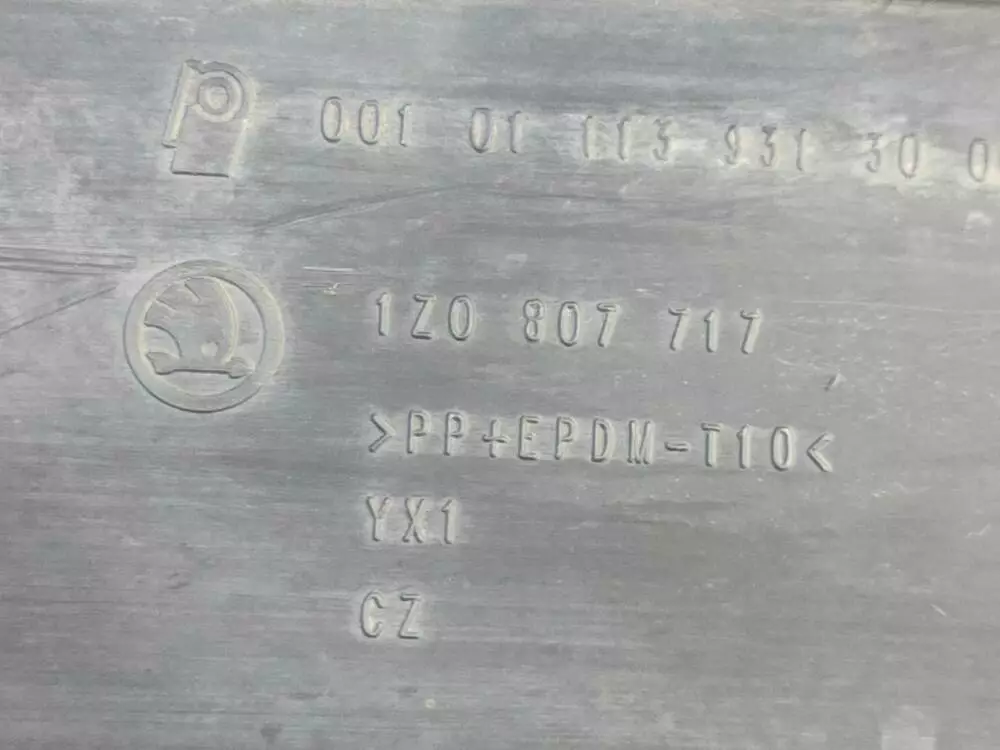 001 01 113 931 30 0
1Z0 807 717
>PP+EPDM-T10<
YX1
CZ